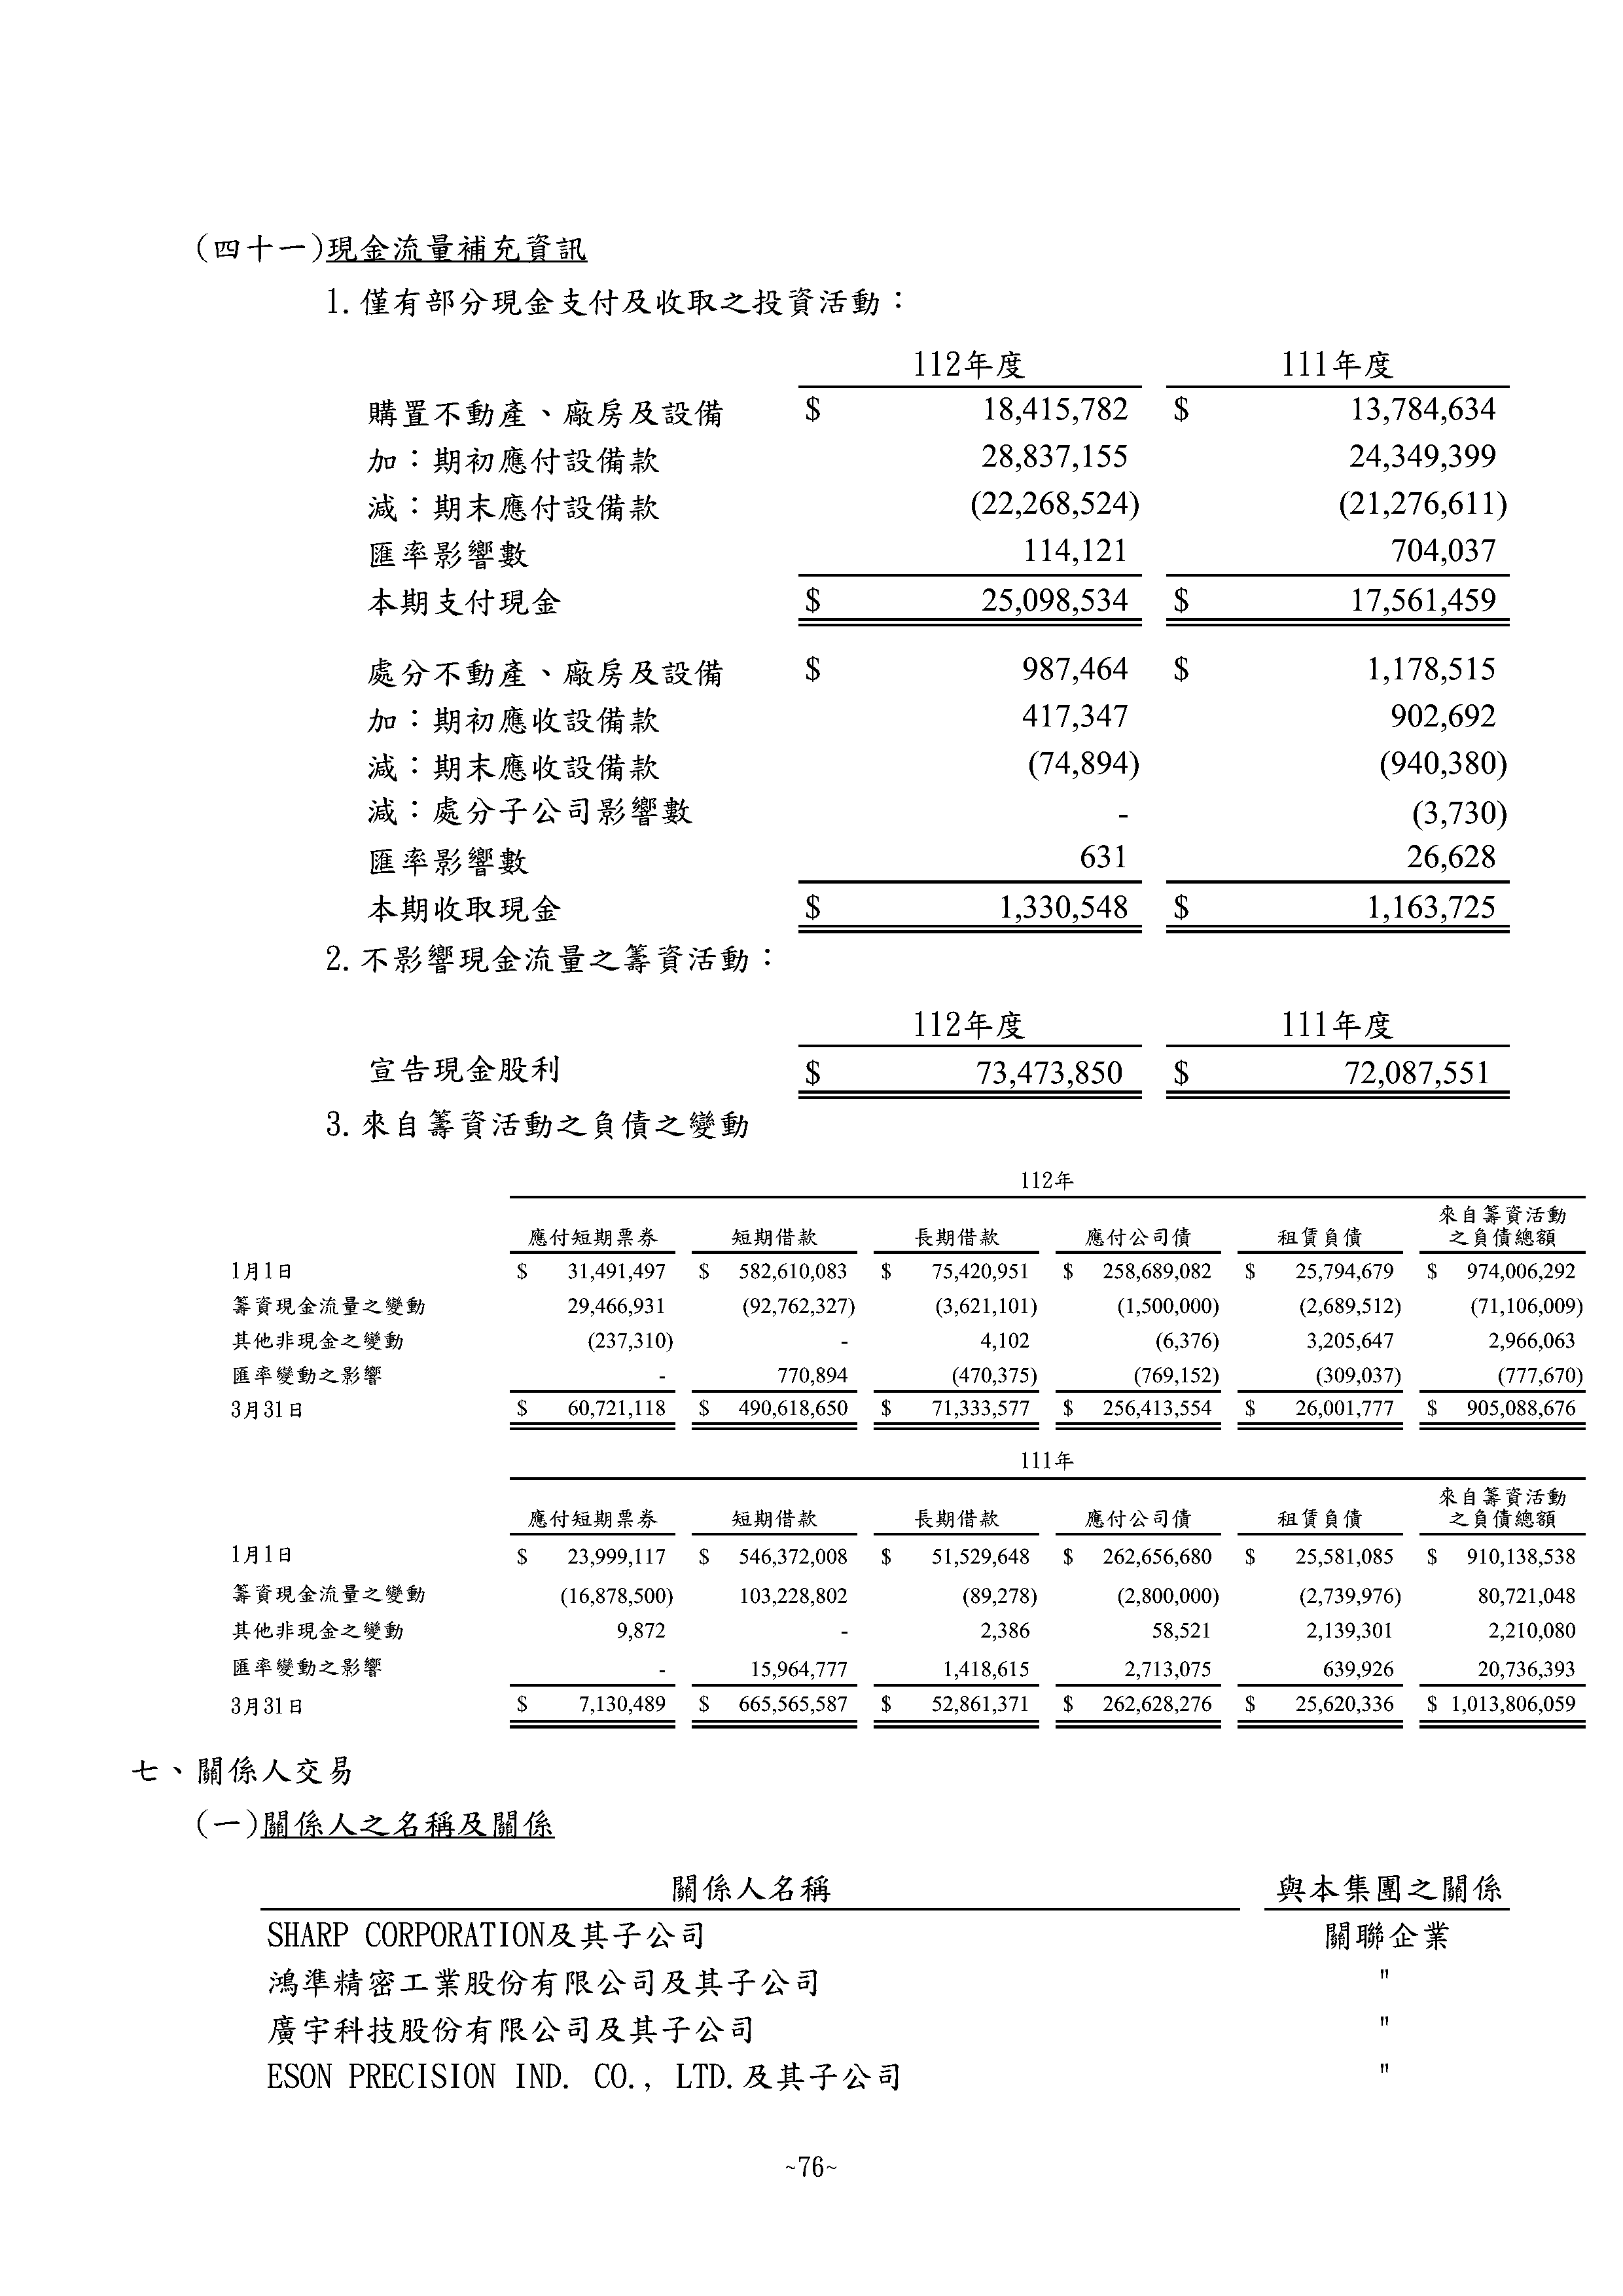 (四十一)現金流量補充資訊
1.僅有部分現金支付及收取之投資活動：
112年度 111年度
購置不動產、廠房及設備 $ 18,415,782 $ 13,784,634
加：期初應付設備款 28,837,155 24,349,399
減：期末應付設備款 (22,268,524) (21,276,611)
匯率影響數 114,121 704,037
本期支付現金 $ 25,098,534 $ 17,561,459
處分不動產、廠房及設備 $ 987,464 $ 1,178,515
加：期初應收設備款 417,347 902,692
減：期末應收設備款 (74,894) (940,380)
減：處分子公司影響數 - (3,730)
匯率影響數 631 26,628
本期收取現金 $ 1,330,548 $ 1,163,725
2.不影響現金流量之籌資活動：
112年度 111年度
宣告現金股利 $ 73,473,850 $ 72,087,551
3.來自籌資活動之負債之變動
112年
來自籌資活動
應付短期票券 短期借款 長期借款 應付公司債 租賃負債 之負債總額
1月1日 $ 31,491,497 $ 582,610,083 $ 75,420,951 $ 258,689,082 $ 25,794,679 $ 974,006,292
籌資現金流量之變動 29,466,931 (92,762,327) (3,621,101) (1,500,000) (2,689,512) (71,106,009)
其他非現金之變動 (237,310) - 4,102 (6,376) 3,205,647 2,966,063
匯率變動之影響 - 770,894 (470,375) (769,152) (309,037) (777,670)
3月31日 $ 60,721,118 $ 490,618,650 $ 71,333,577 $ 256,413,554 $ 26,001,777 $ 905,088,676
111年
來自籌資活動
應付短期票券 短期借款 長期借款 應付公司債 租賃負債 之負債總額
1月1日 $ 23,999,117 $ 546,372,008 $ 51,529,648 $ 262,656,680 $ 25,581,085 $ 910,138,538
籌資現金流量之變動 (16,878,500) 103,228,802 (89,278) (2,800,000) (2,739,976) 80,721,048
其他非現金之變動 9,872 - 2,386 58,521 2,139,301 2,210,080
匯率變動之影響 - 15,964,777 1,418,615 2,713,075 639,926 20,736,393
3月31日 $ 7,130,489 $ 665,565,587 $ 52,861,371 $ 262,628,276 $ 25,620,336 $ 1,013,806,059
七、關係人交易
(一)關係人之名稱及關係
關係人名稱 與本集團之關係
SHARP CORPORATION及其子公司 關聯企業
鴻準精密工業股份有限公司及其子公司 "
廣宇科技股份有限公司及其子公司 "
ESON PRECISION IND. CO., LTD.及其子公司 "
~76~